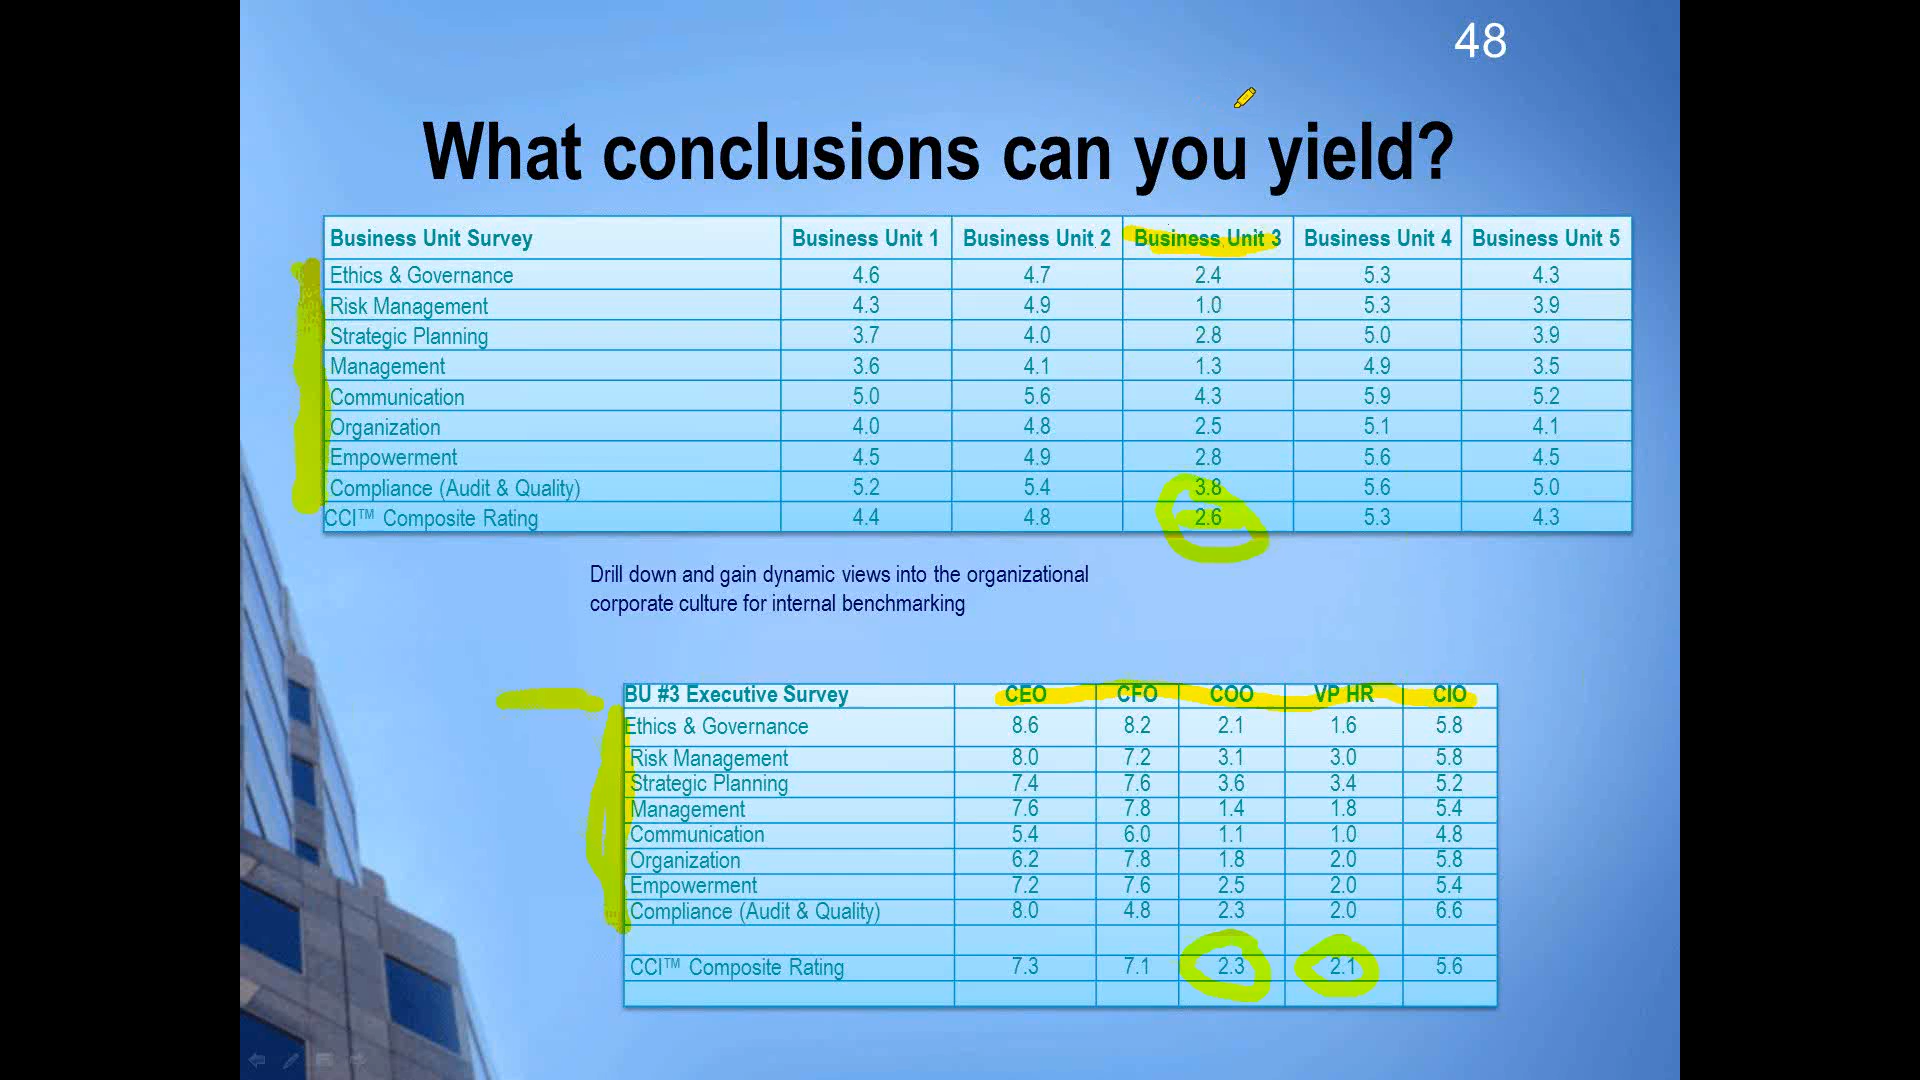 48
What conclusions can you yield?
Business Unit Survey Business Unit 1 Business Unit 2 Business Unit 3 Business Unit 4 Business Unit 5
Ethics & Governance 4.6 4.7 2.4 5.3 4.3
Risk Management 4.3 4.9 1.0 5.3 3.9
Strategic Planning 3.7 4.0 2.8 5.0 3.9
Management 3.6 4.1 1.3 4.9 3.5
Communication 5.0 5.6 4.3 5.9 5.2
Organization 4.0 4.8 2.5 5.1 4.1
Empowerment 4.5 4.9 2.8 5.6 4.5
Compliance (Audit & Quality) 5.2 5.4 3.8 5.6 5.0
CCI™ Composite Rating 4.4 4.8 2.6 5.3 4.3
Drill down and gain dynamic views into the organizational
corporate culture for internal benchmarking
BU #3 Executive Survey CEO CFO COO VP HR CIO
Ethics & Governance 8.6 8.2 2.1 1.6 5.8
Risk Management 8.0 7.2 3.1 3.0 5.8
Strategic Planning 7.4 7.6 3.6 3.4 5.2
Management 7.6 7.8 1.4 1.8 5.4
Communication 5.4 6.0 1.1 1.0 4.8
Organization 6.2 7.8 1.8 2.0 5.8
Empowerment 7.2 7.6 2.5 2.0 5.4
Compliance (Audit & Quality) 8.0 4.8 2.3 2.0 6.6
CCI™ Composite Rating 7.3 7.1 2.3 2.1 5.6